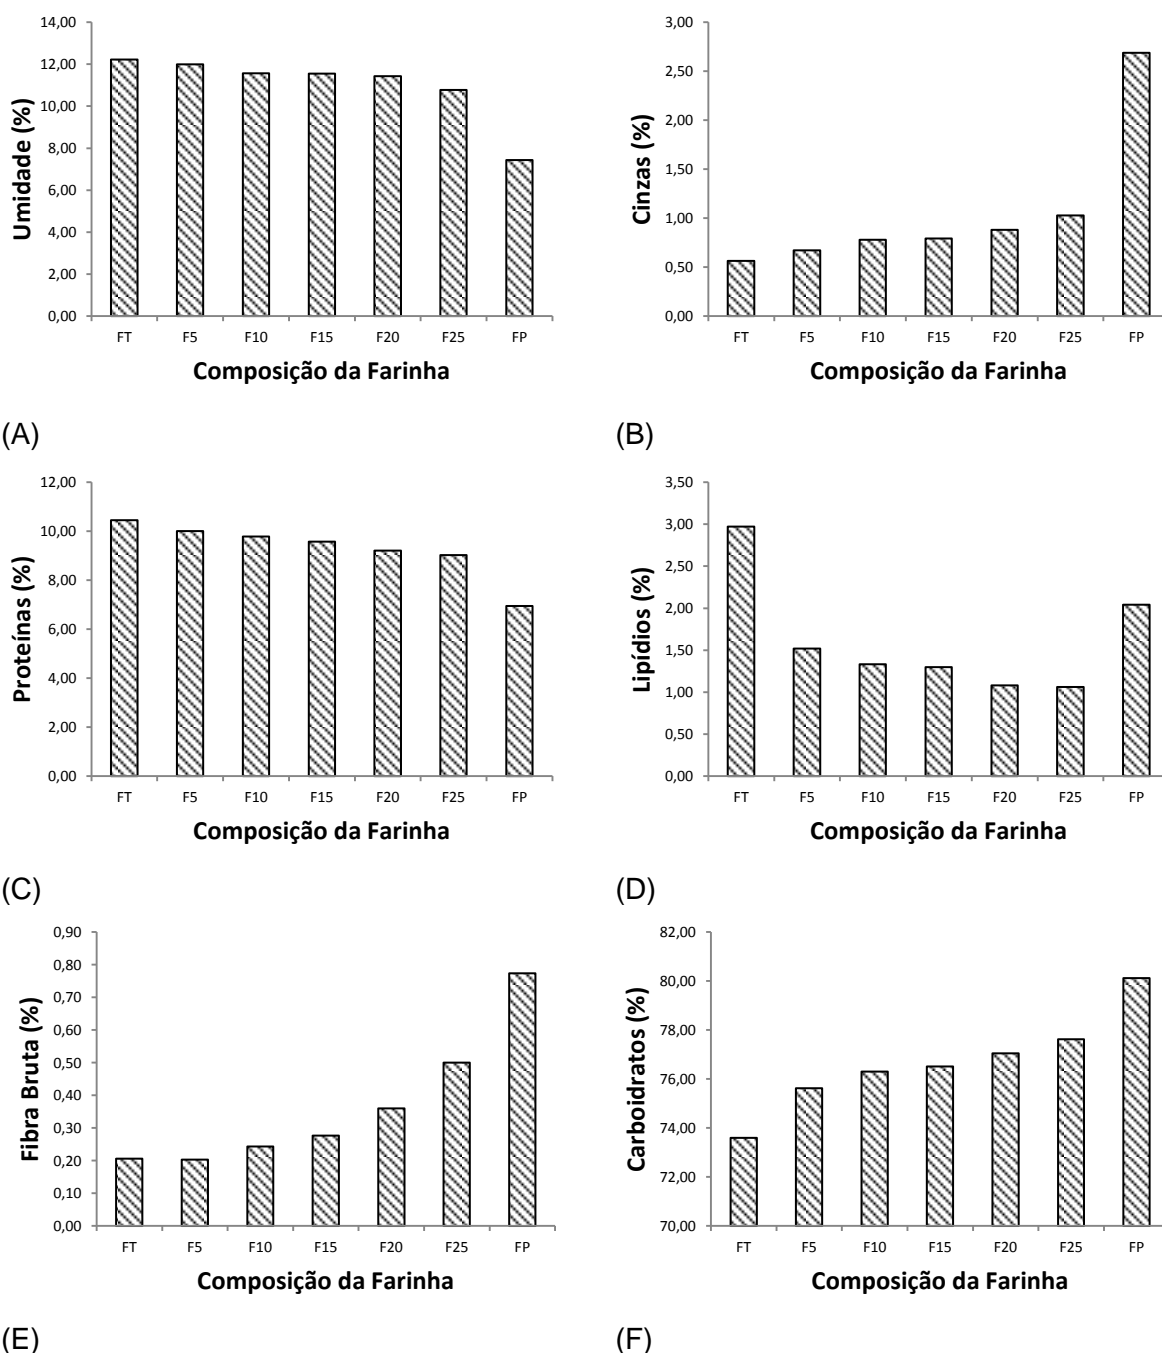 14,00
12,00
10,00
8,00
6,00
4,00
2,00
0,00
Umidade (%)
FT F5 F10 F15 F20 F25 FP
Composição da Farinha
(A)
3,00
2,50
2,00
1,50
1,00
0,50
0,00
Cinzas (%)
FT F5 F10 F15 F20 F25 FP
Composição da Farinha
(B)
12,00
10,00
8,00
6,00
4,00
2,00
0,00
Proteínas (%)
FT F5 F10 F15 F20 F25 FP
Composição da Farinha
(C)
3,50
3,00
2,50
2,00
1,50
1,00
0,50
0,00
Lipídios (%)
FT F5 F10 F15 F20 F25 FP
Composição da Farinha
(D)
0,90
0,80
0,70
0,60
0,50
0,40
0,30
0,20
0,10
0,00
Fibra Bruta (%)
FT F5 F10 F15 F20 F25 FP
Composição da Farinha
(E)
82,00
80,00
78,00
76,00
74,00
72,00
70,00
Carboidratos (%)
FT F5 F10 F15 F20 F25 FP
Composição da Farinha
(F)